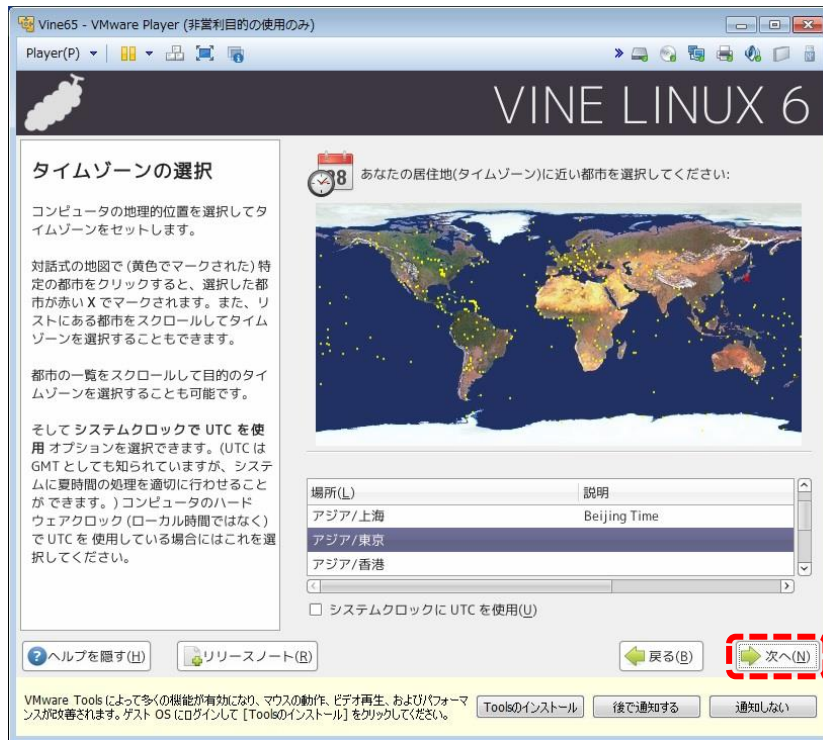 Vine65 - VMware Player (非営利目的の使用のみ)
Player(P)
VINE LINUX 6
タイムゾーンの選択
コンピュータの地理的位置を選択してタ
イムゾーンをセットします。
対話式の地図で (黄色でマークされた) 特
定の都市をクリックすると、選択した都
市が赤い X でマークされます。また、リ
ストにある都市をスクロールしてタイム
ゾーンを選択することもできます。
都市の一覧をスクロールして目的のタイ
ムゾーンを選択することも可能です。
そして システムクロックで UTC を使
用 オプションを選択できます。(UTC は
GMT としても知られていますが、システ
ムに夏時間の処理を適切に行わせること
が できます。) コンピュータのハード
ウェアクロック (ローカル時間ではなく)
で UTC を 使用している場合にはこれを選
択してください。
28
あなたの居住地(タイムゾーン)に近い都市を選択してください:
場所(L) 説明
アジア/上海 Beijing Time
アジア/東京
アジア/香港
システムクロックに UTC を使用(U)
ヘルプを隠す(H) リリースノート(R) 戻る(B) 次へ(N)
VMware Tools によって多くの機能が有効になり、マウスの動作、ビデオ再生、およびパフォーマ
ンスが改善されます。ゲスト OS にログインして [Toolsのインストール] をクリックしてください。
Toolsのインストール 後で通知する 通知しない